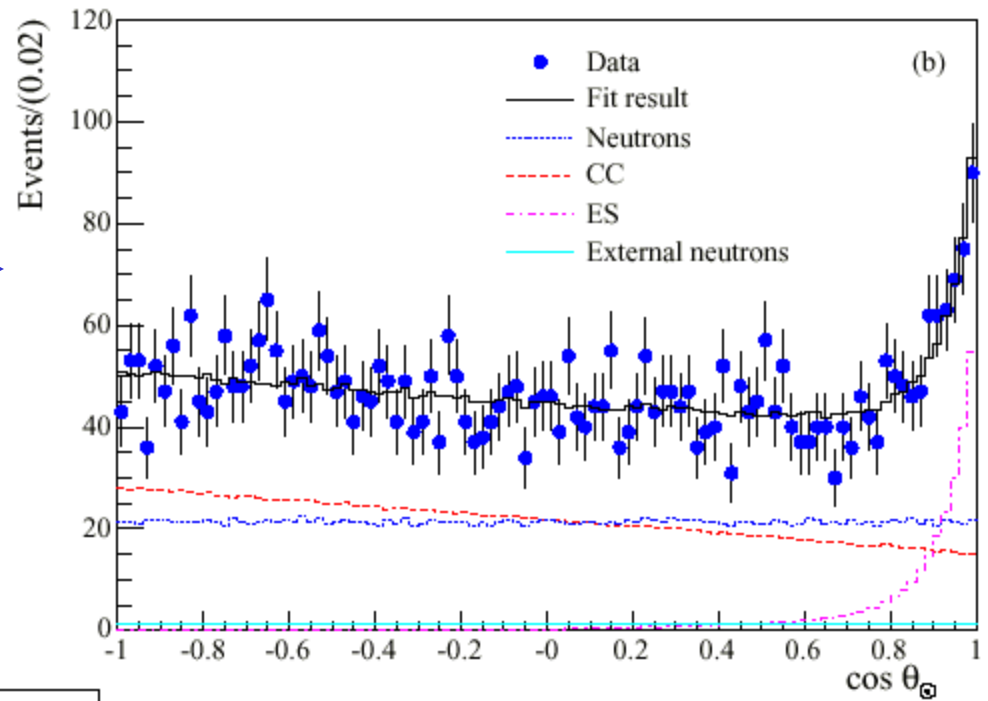 Events/(0.02)
120
100
80
60
40
20
0
Data
Fit result
Neutrons
CC
ES
External neutrons
(b)
-1 -0.8 -0.6 -0.4 -0.2 -0 0.2 0.4 0.6 0.8 1
cos θ☉